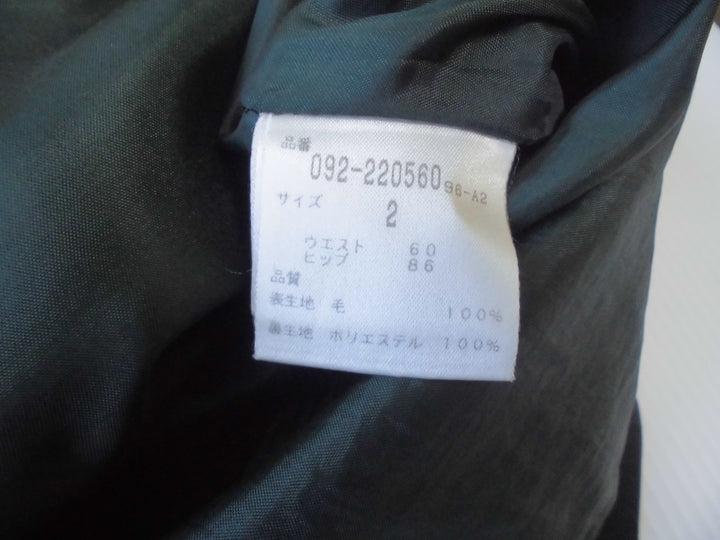 品番
092-220560 96-A2
サイズ 2
ウエスト 60
ヒップ 86
品質
表生地 毛 100%
裏生地 ポリエステル 100%